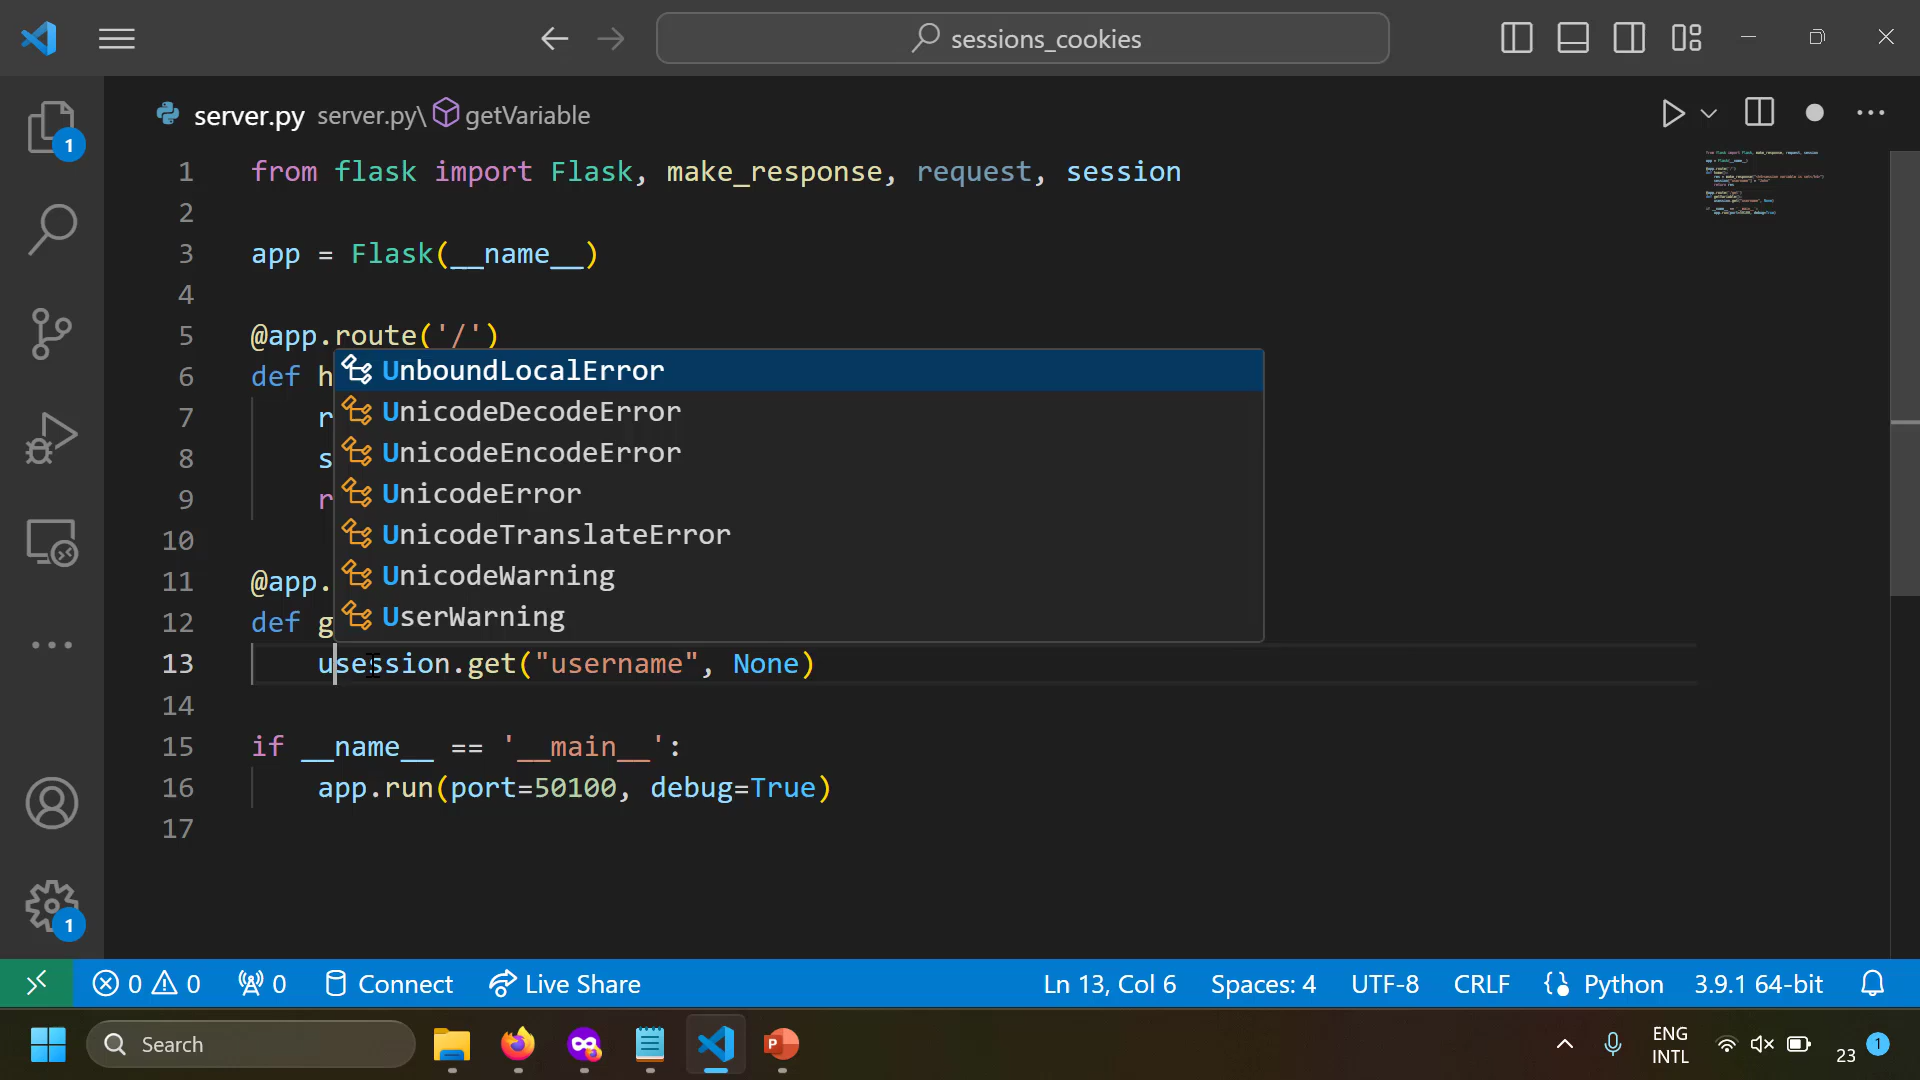 sessions_cookies
1
server.py server.py\ getVariable
1 from flask import Flask, make_response, request, session
2
3 app = Flask(__name__)
4
5 @app.route('/')
6 def h
7 r
8 s
9 r
10
11 @app.
12 def g
UnboundLocalError
UnicodeDecodeError
UnicodeEncodeError
UnicodeError
UnicodeTranslateError
UnicodeWarning
UserWarning
13 usession.get("username", None)
14
15 if __name__ == '__main__':
16 app.run(port=50100, debug=True)
17
1
0 0 0 Connect Live Share Ln 13, Col 6 Spaces: 4 UTF-8 CRLF Python 3.9.1 64-bit
Search ENG INTL 23 1